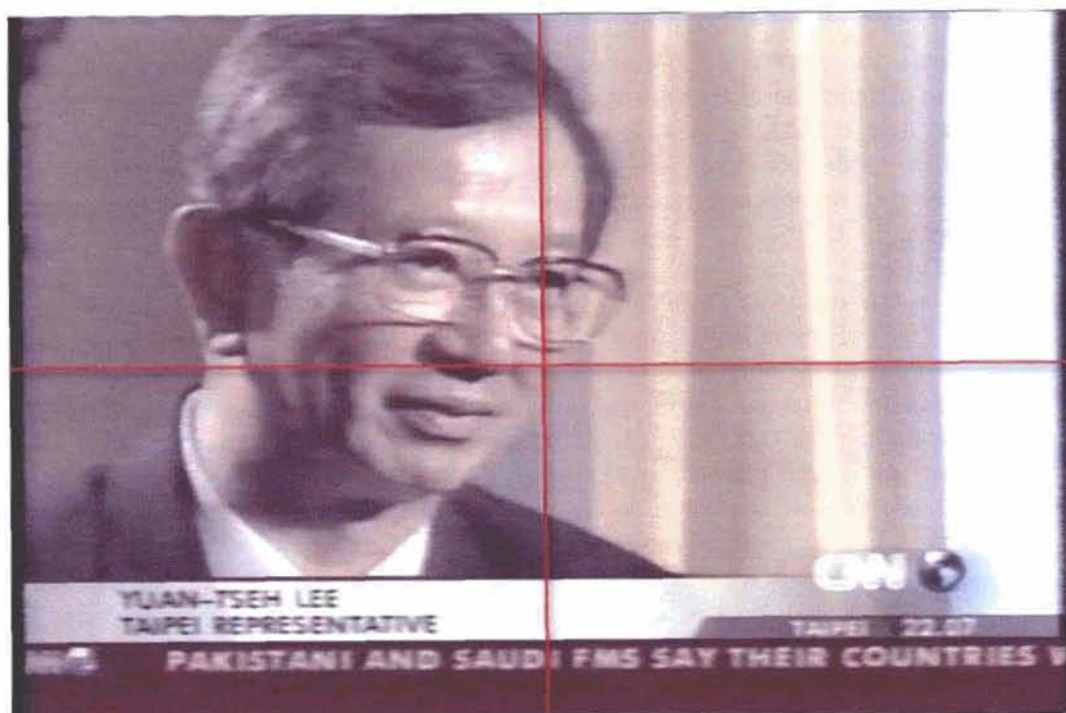 CNN
YUAN-TSEH LEE
TAIPEI REPRESENTATIVE
TAIPEI 22.07
PAKISTANI AND SAUDI FMS SAY THEIR COUNTRIES